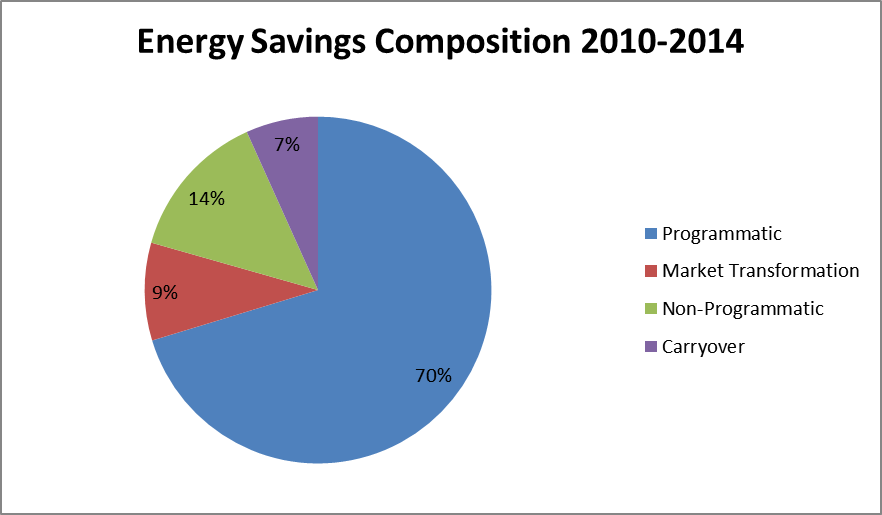 Energy Savings Composition 2010-2014
7%
14%
9%
70%
Programmatic
Market Transformation
Non-Programmatic
Carryover